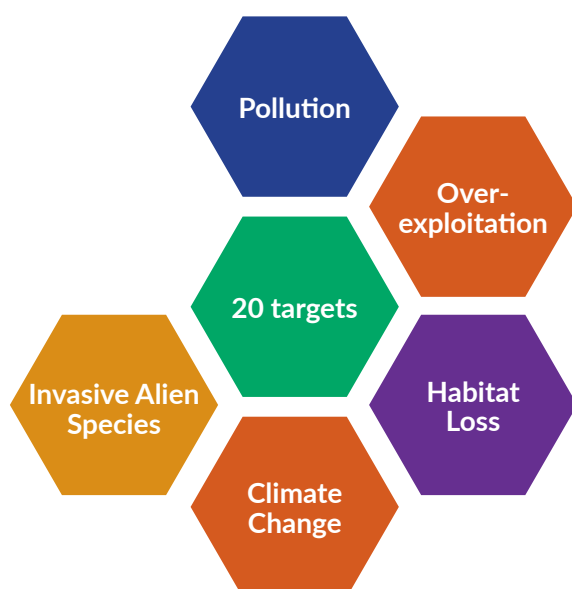 Pollution
Over-
exploitation
20 targets
Invasive Alien
Species
Habitat
Loss
Climate
Change